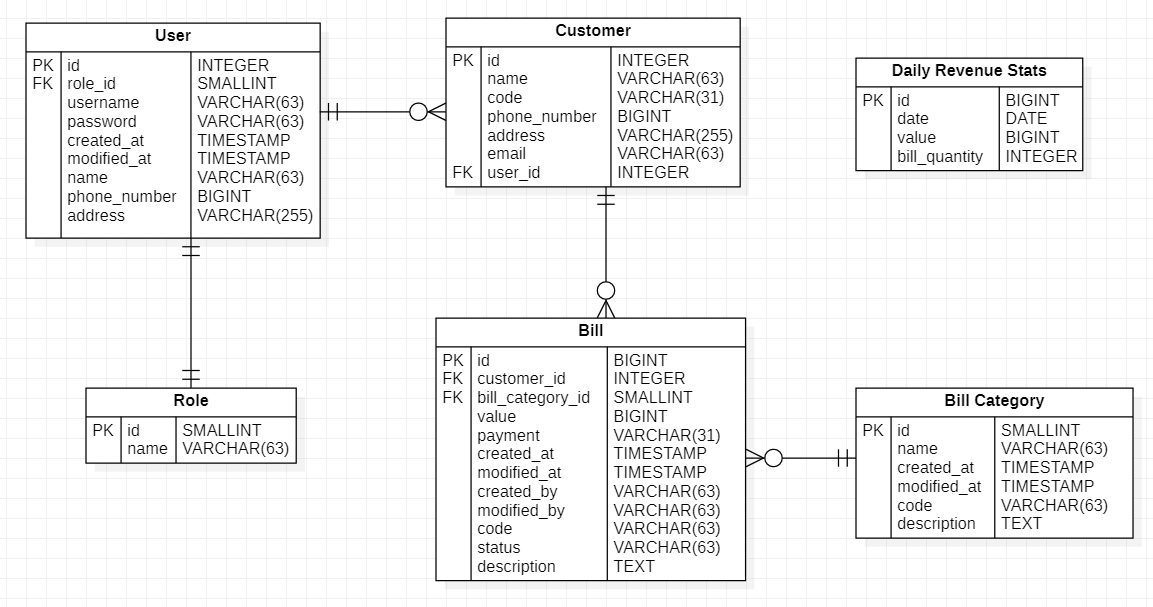 User
PK id INTEGER
FK role_id SMALLINT
username VARCHAR(63)
password VARCHAR(63)
created_at TIMESTAMP
modified_at TIMESTAMP
name VARCHAR(63)
phone_number BIGINT
address VARCHAR(255)
Customer
PK id INTEGER
name VARCHAR(63)
code VARCHAR(31)
phone_number BIGINT
address VARCHAR(255)
email VARCHAR(63)
FK user_id INTEGER
Daily Revenue Stats
PK id BIGINT
date DATE
value BIGINT
bill_quantity INTEGER
Role
PK id SMALLINT
name VARCHAR(63)
Bill
PK id BIGINT
FK customer_id INTEGER
FK bill_category_id SMALLINT
value BIGINT
payment VARCHAR(31)
created_at TIMESTAMP
modified_at TIMESTAMP
created_by VARCHAR(63)
modified_by VARCHAR(63)
code VARCHAR(63)
status VARCHAR(63)
description TEXT
Bill Category
PK id SMALLINT
name VARCHAR(63)
created_at TIMESTAMP
modified_at TIMESTAMP
code VARCHAR(63)
description TEXT